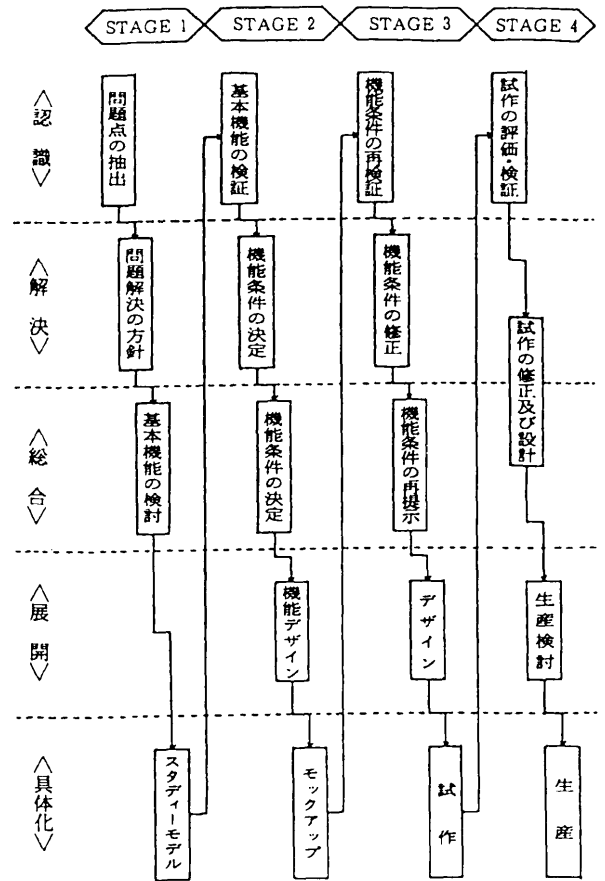 STAGE 1 STAGE 2 STAGE 3 STAGE 4
〈認識〉
問題点の抽出
基本機能の検証
機能条件の再検証
試作の評価・検証
〈解決〉
問題解決の方針
機能条件の決定
機能条件の修正
試作の修正及び設計
〈総合〉
基本機能の検討
機能条件の決定
機能条件の再提示
〈展開〉
機能デザイン
デザイン
生産検討
〈具体化〉
スタディーモデル
モックアップ
試作
生産